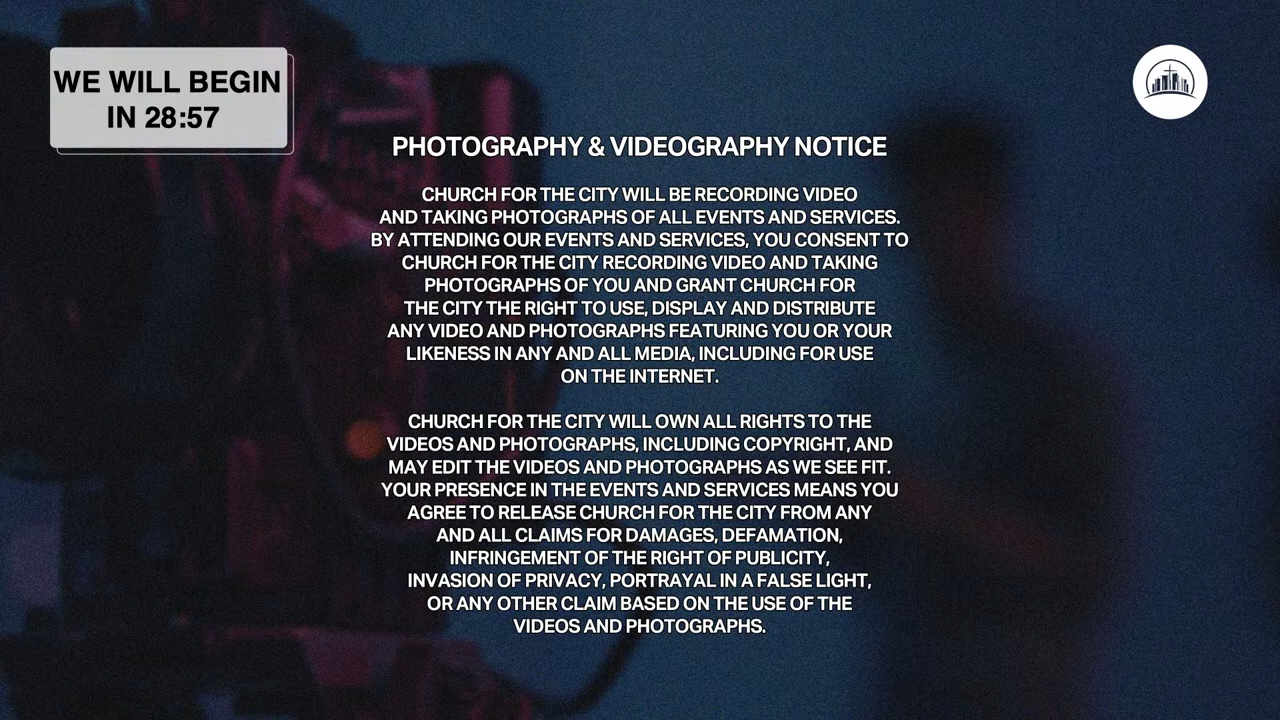 WE WILL BEGIN
IN 28:57
PHOTOGRAPHY & VIDEOGRAPHY NOTICE
CHURCH FOR THE CITY WILL BE RECORDING VIDEO
AND TAKING PHOTOGRAPHS OF ALL EVENTS AND SERVICES.
BY ATTENDING OUR EVENTS AND SERVICES, YOU CONSENT TO
CHURCH FOR THE CITY RECORDING VIDEO AND TAKING
PHOTOGRAPHS OF YOU AND GRANT CHURCH FOR
THE CITY THE RIGHT TO USE, DISPLAY AND DISTRIBUTE
ANY VIDEO AND PHOTOGRAPHS FEATURING YOU OR YOUR
LIKENESS IN ANY AND ALL MEDIA, INCLUDING FOR USE
ON THE INTERNET.
CHURCH FOR THE CITY WILL OWN ALL RIGHTS TO THE
VIDEOS AND PHOTOGRAPHS, INCLUDING COPYRIGHT, AND
MAY EDIT THE VIDEOS AND PHOTOGRAPHS AS WE SEE FIT.
YOUR PRESENCE IN THE EVENTS AND SERVICES MEANS YOU
AGREE TO RELEASE CHURCH FOR THE CITY FROM ANY
AND ALL CLAIMS FOR DAMAGES, DEFAMATION,
INFRINGEMENT OF THE RIGHT OF PUBLICITY,
INVASION OF PRIVACY, PORTRAYAL IN A FALSE LIGHT,
OR ANY OTHER CLAIM BASED ON THE USE OF THE
VIDEOS AND PHOTOGRAPHS.